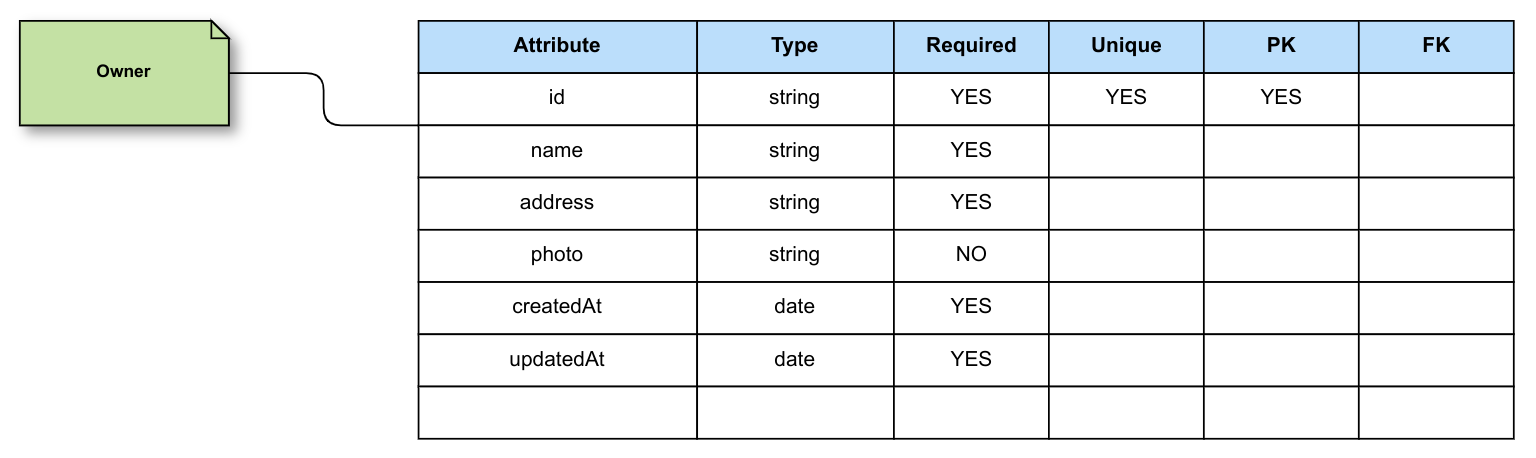 Owner
Attribute Type Required Unique PK FK
id string YES YES YES
name string YES
address string YES
photo string NO
createdAt date YES
updatedAt date YES